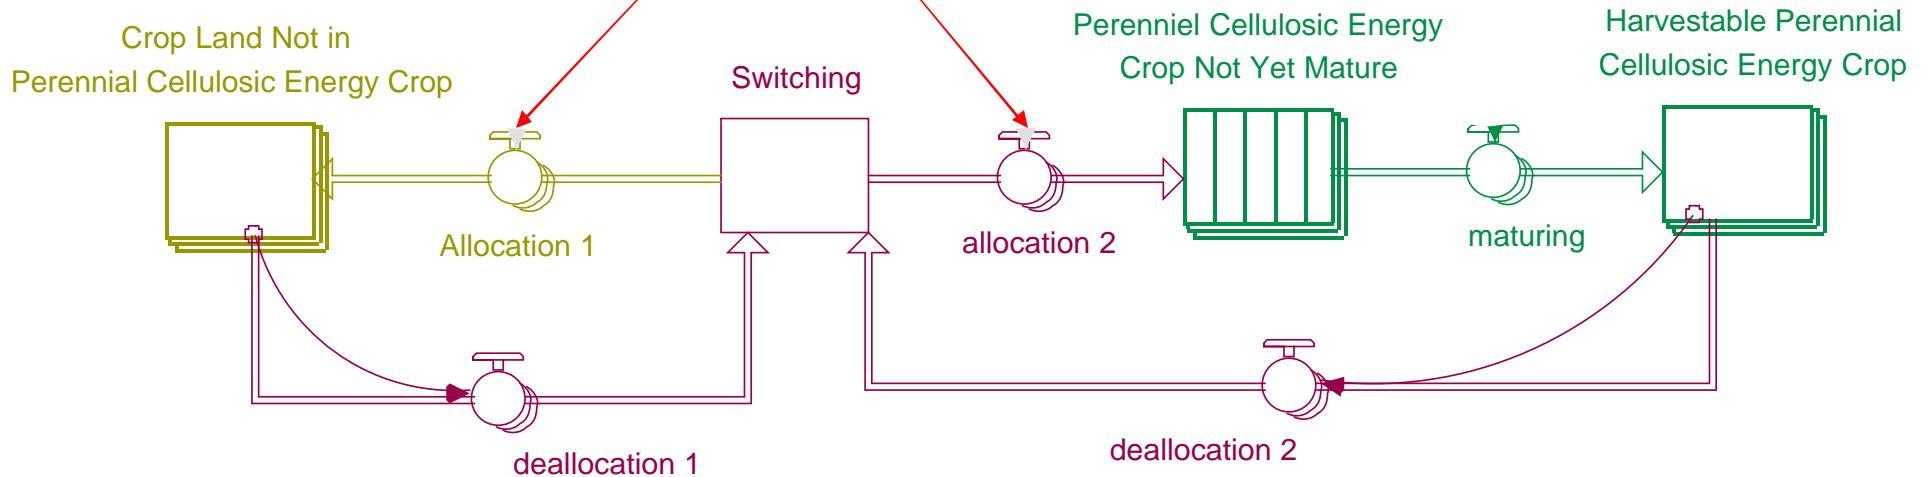 Crop Land Not in
Perennial Cellulosic Energy Crop
Switching
Perenniel Cellulosic Energy
Crop Not Yet Mature
Harvestable Perennial
Cellulosic Energy Crop
Allocation 1
allocation 2
maturing
deallocation 1
deallocation 2